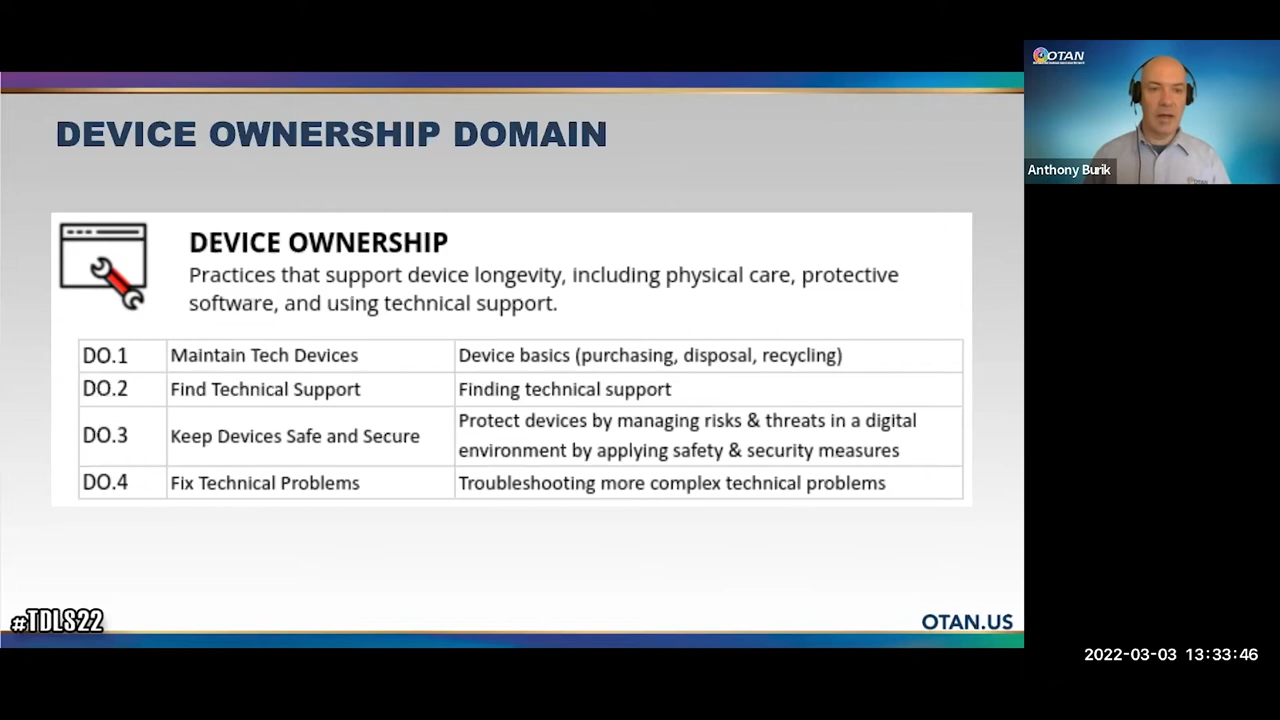 DEVICE OWNERSHIP DOMAIN
DEVICE OWNERSHIP
Practices that support device longevity, including physical care, protective
software, and using technical support.
DO.1 Maintain Tech Devices Device basics (purchasing, disposal, recycling)
DO.2 Find Technical Support Finding technical support
DO.3 Keep Devices Safe and Secure Protect devices by managing risks & threats in a digital
environment by applying safety & security measures
DO.4 Fix Technical Problems Troubleshooting more complex technical problems
#TDLS22
OTAN.US
OTAN
Anthony Burik
2022-03-03 13:33:46